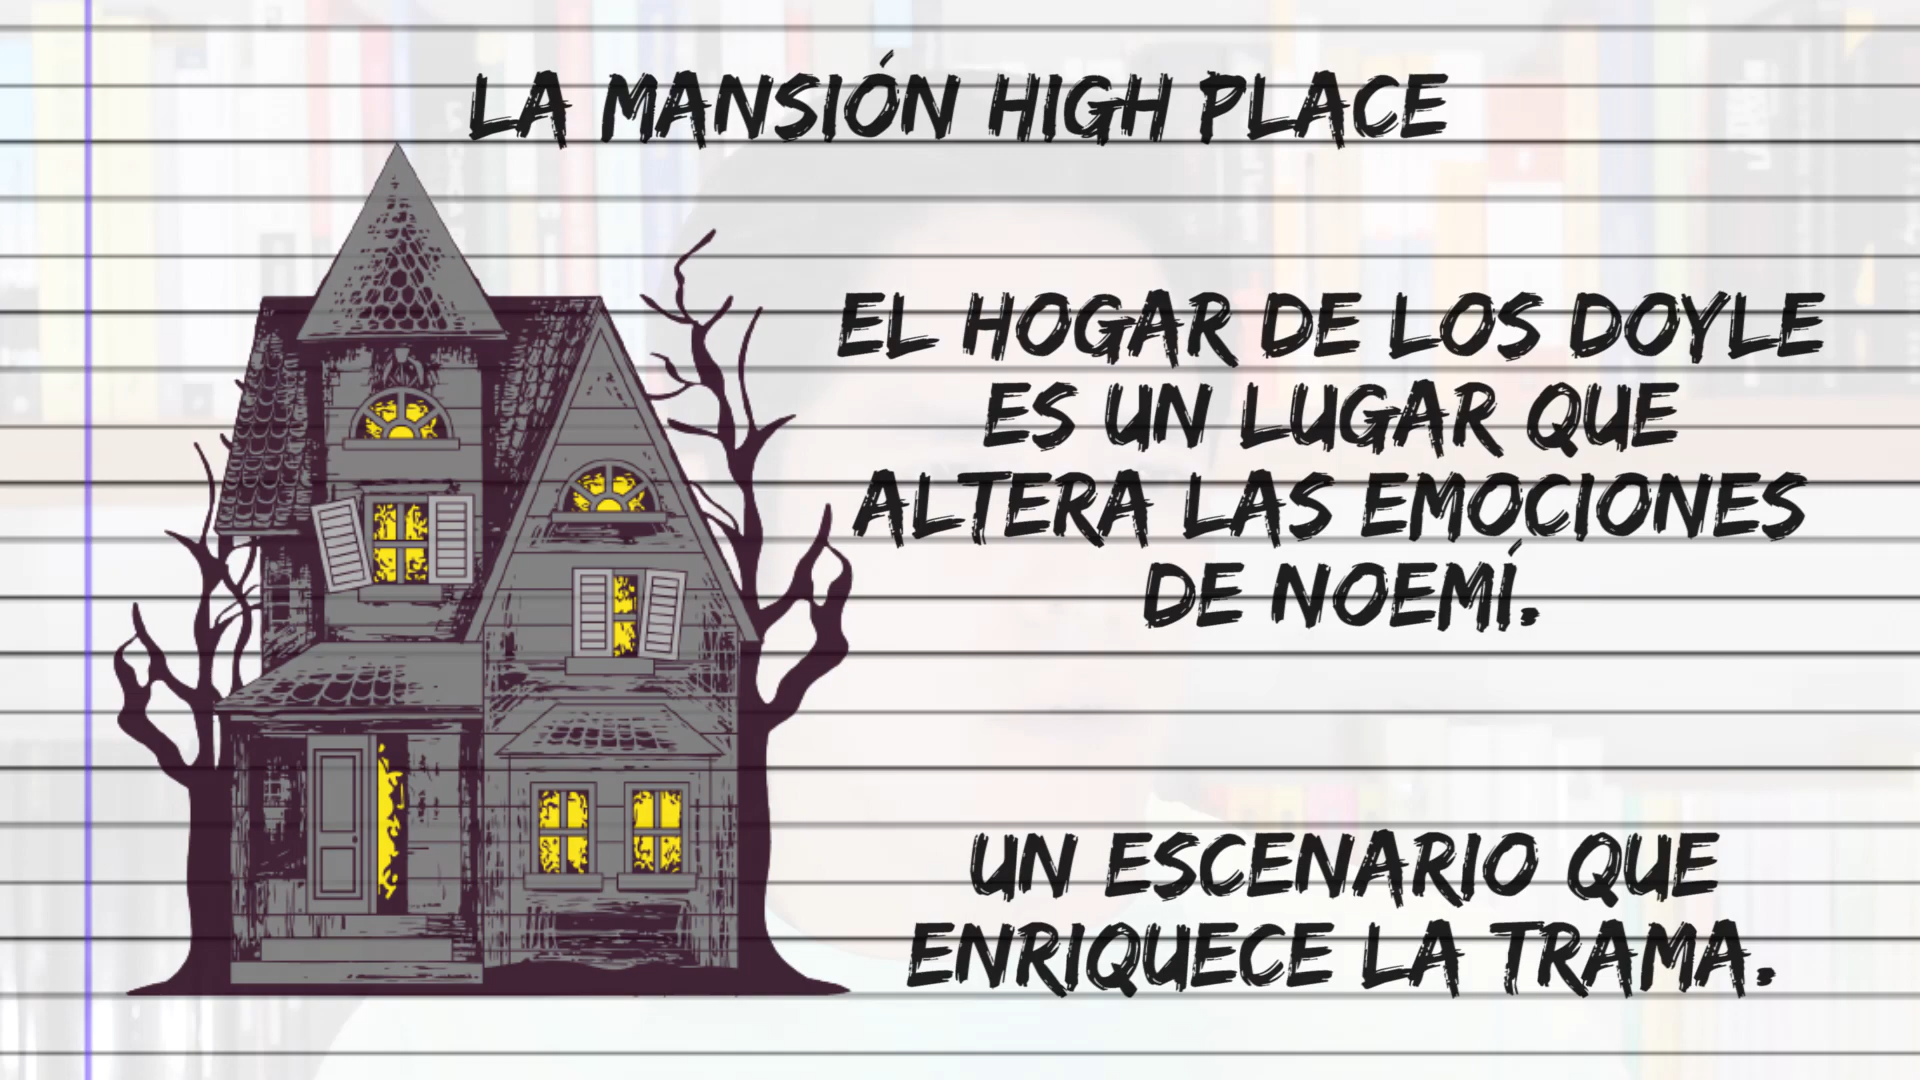 LA MANSIÓN HIGH PLACE
EL HOGAR DE LOS DOYLE
ES UN LUGAR QUE
ALTERA LAS EMOCIONES
DE NOEMÍ.
UN ESCENARIO QUE
ENRIQUECE LA TRAMA.